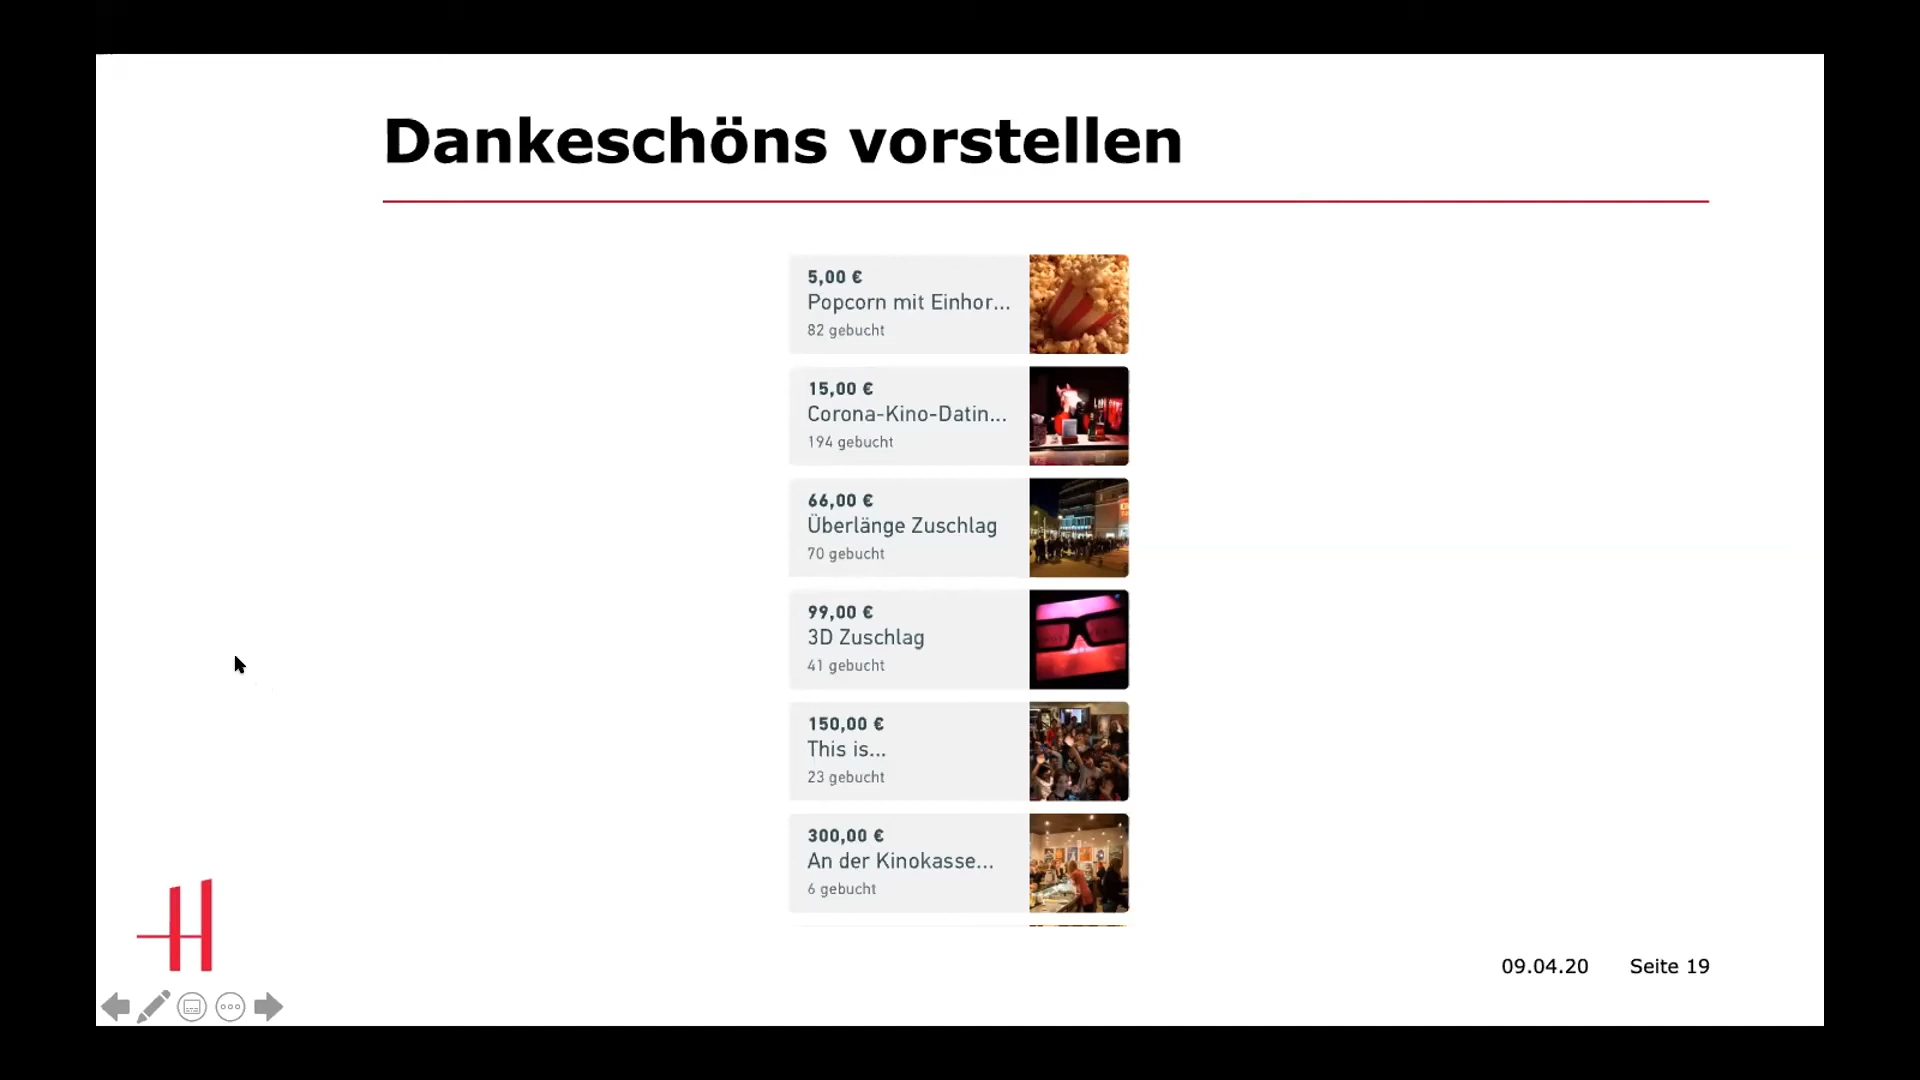 Dankeschöns vorstellen
5,00 €
Popcorn mit Einhor...
82 gebucht
15,00 €
Corona-Kino-Datin...
194 gebucht
66,00 €
Überlänge Zuschlag
70 gebucht
99,00 €
3D Zuschlag
41 gebucht
150,00 €
This is...
23 gebucht
300,00 €
An der Kinokasse...
6 gebucht
09.04.20 Seite 19